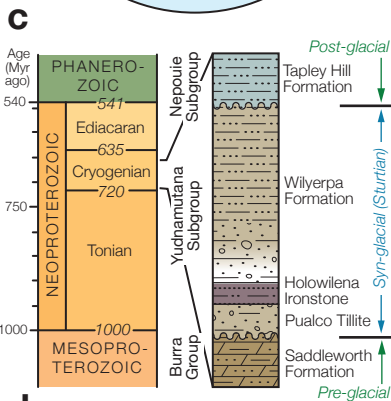 c
Age
(Myr
ago)
540
750
1000
PHANERO-
ZOIC
541
Ediacaran
635
Cryogenian
720
Tonian
1000
NEOPROTEROZOIC
MESOPRO-
TEROZOIC
Nepouie
Subgroup
Yudnamutana
Subgroup
Burra
Group
Tapley Hill
Formation
Wilyerpa
Formation
Holowilena
Ironstone
Pualco Tillite
Saddleworth
Formation
Post-glacial
Syn-glacial (Sturtian)
Pre-glacial